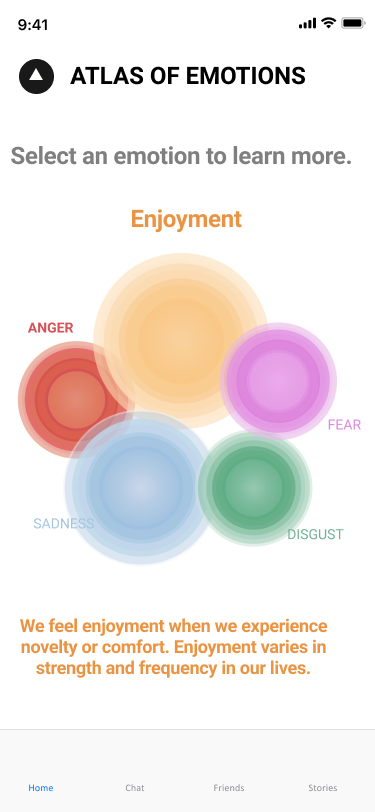 9:41
ATLAS OF EMOTIONS
Select an emotion to learn more.
Enjoyment
ANGER
FEAR
SADNESS
DISGUST
We feel enjoyment when we experience
novelty or comfort. Enjoyment varies in
strength and frequency in our lives.
Home Chat Friends Stories